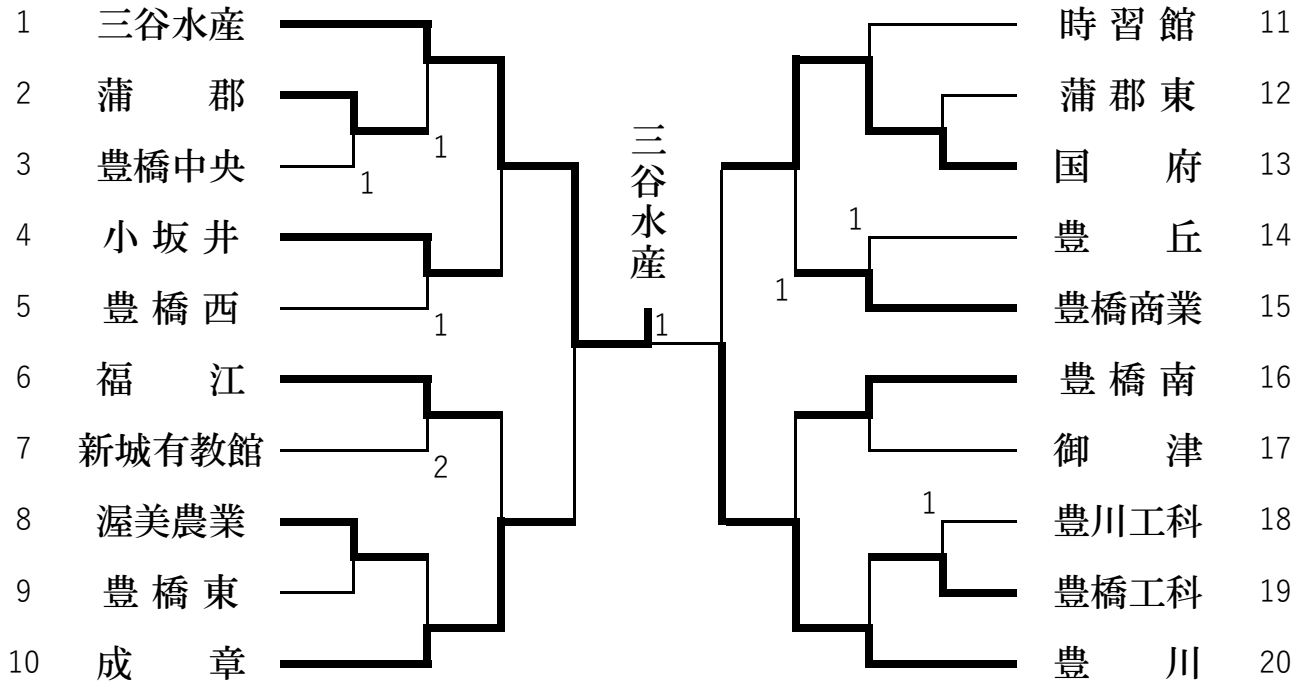 1 三谷水産
2 蒲郡
3 豊橋中央
4 小坂井
5 豊橋西
6 福江
7 新城有教館
8 渥美農業
9 豊橋東
10 成章
1
1
1
2
三谷水産
1
1
1
1
時習館 11
蒲郡東 12
国府 13
豊丘 14
豊橋商業 15
豊橋南 16
御津 17
豊川工科 18
豊橋工科 19
豊川 20